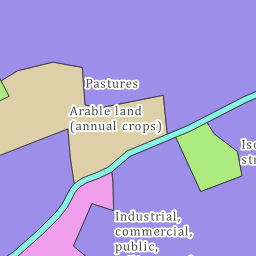 Pastures
Arable land
(annual crops)
Industrial,
commercial,
public,